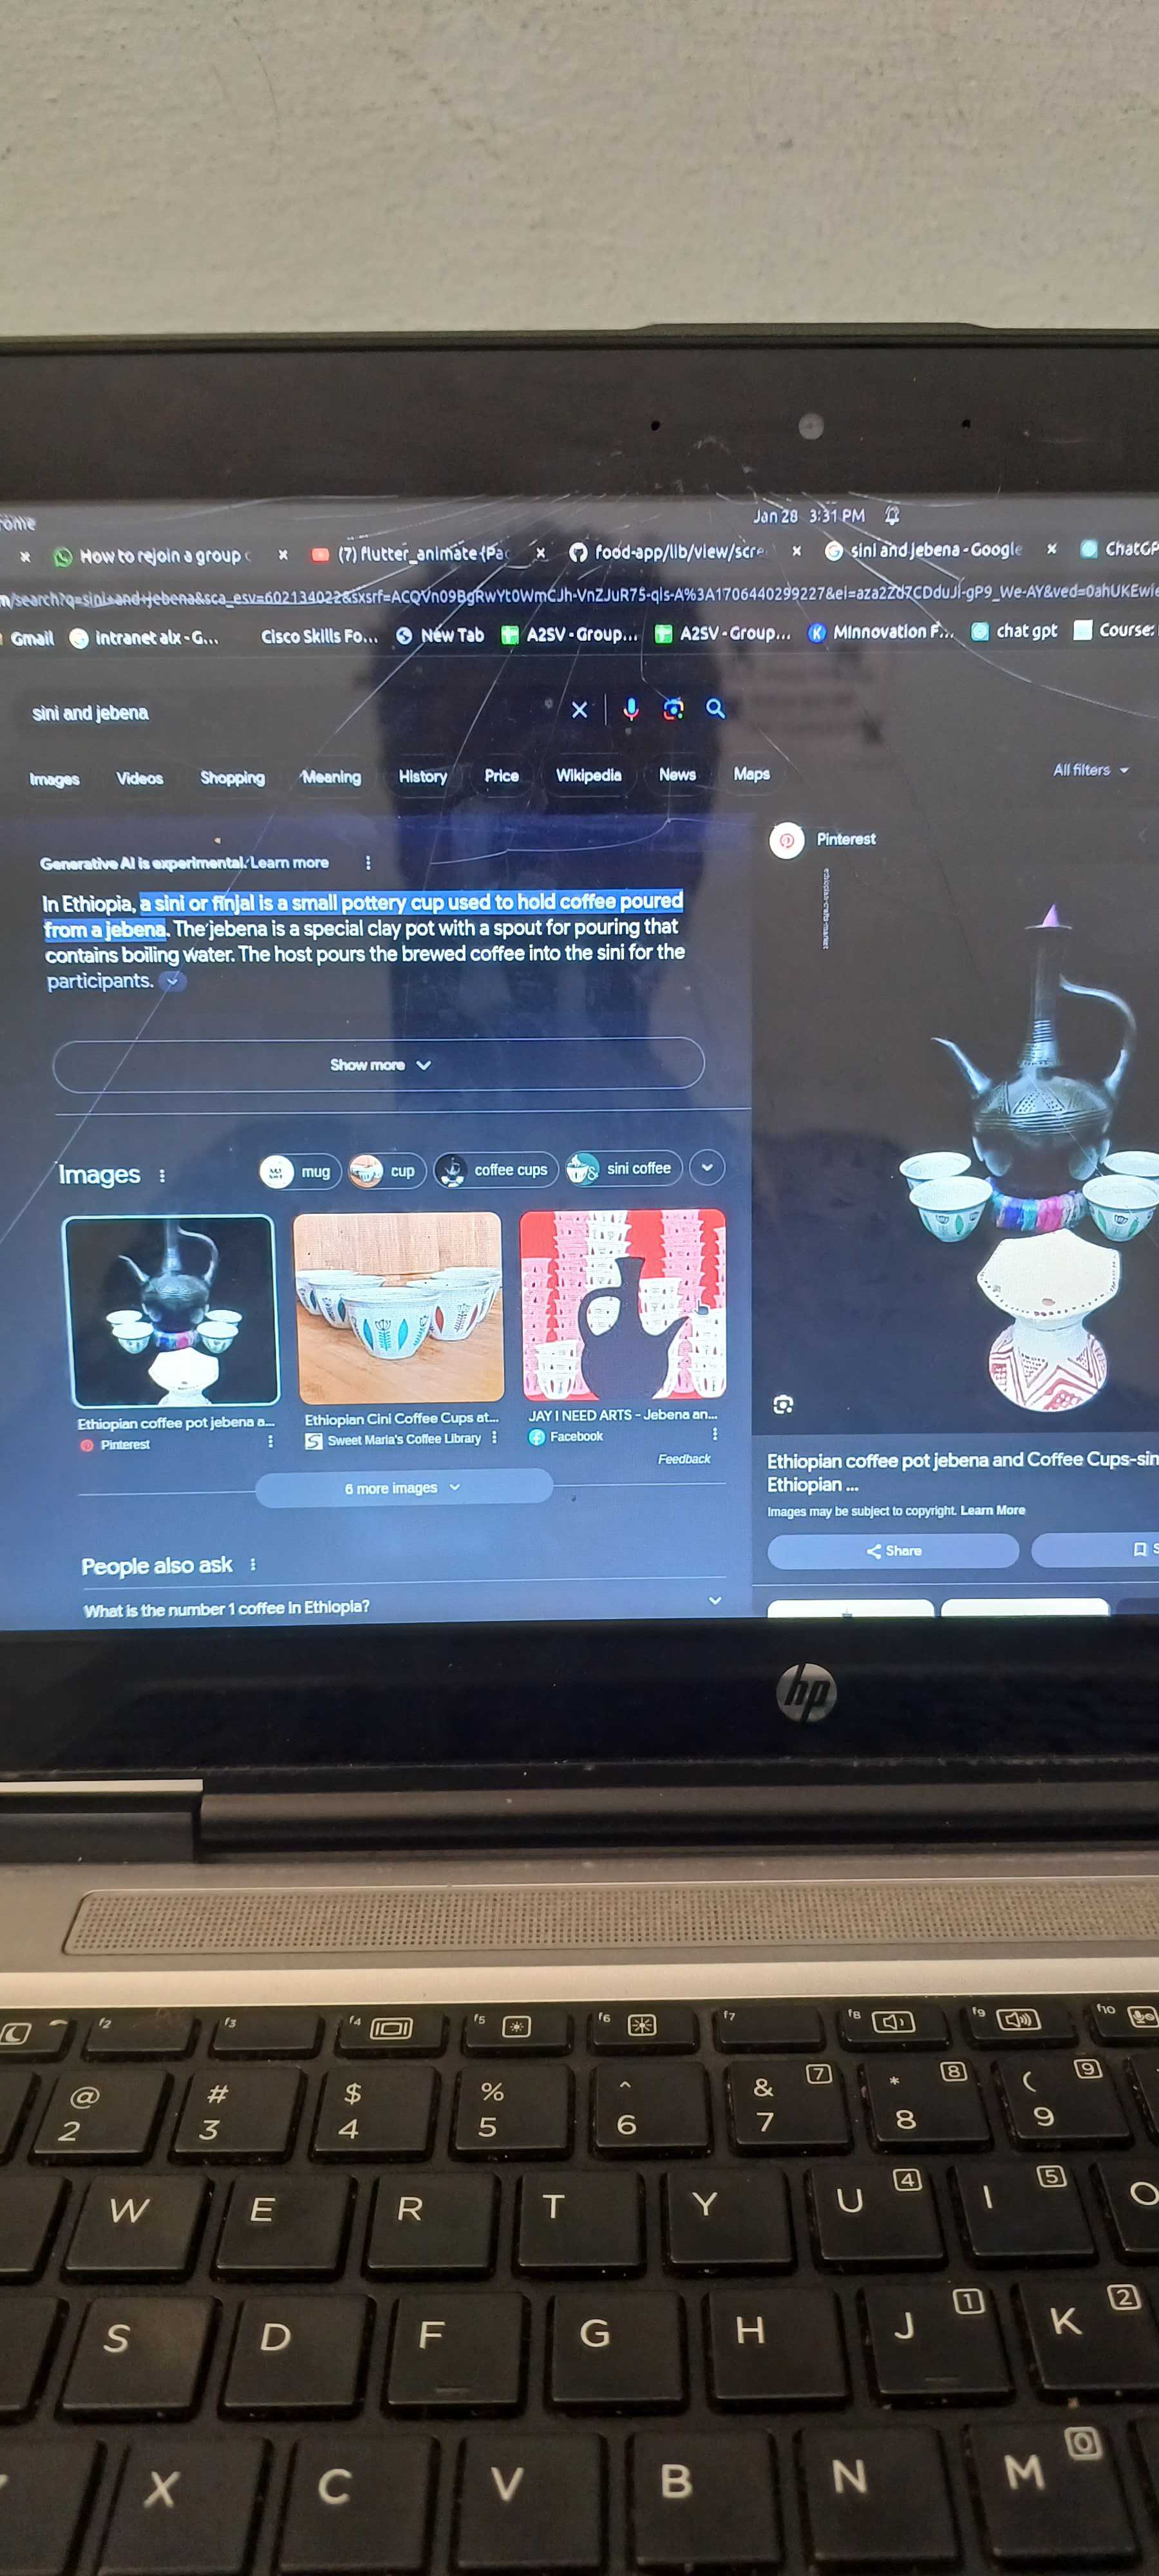 rome
Jan 28 3:31 PM
How to rejoin a group
(7) flutter_animate (Pac
food-app/lib/view/scre
sini and jebena - Google
ChatGP
Gmail
intranet alx - G...
Cisco Skills Fo...
New Tab
A2SV - Group...
A2SV - Group...
Minnovation F...
chat gpt
Course:
sini and jebena
Images
Videos
Shopping
Meaning
History
Price
Wikipedia
News
Maps
All filters
Generative AI is experimental. Learn more
In Ethiopia, a sini or finjal is a small pottery cup used to hold coffee poured
from a jebena. The jebena is a special clay pot with a spout for pouring that
contains boiling water. The host pours the brewed coffee into the sini for the
participants.
Show more
Images
mug
cup
coffee cups
sini coffee
Ethiopian coffee pot jebena a...
Pinterest
Ethiopian Cini Coffee Cups at...
Sweet Maria's Coffee Library
JAY I NEED ARTS - Jebena an...
Facebook
Feedback
6 more images
People also ask
What is the number 1 coffee in Ethiopia?
Pinterest
Ethiopian coffee pot jebena and Coffee Cups-sin
Ethiopian ...
Images may be subject to copyright. Learn More
Share
S
hp
f2 f3 f4 f5 f6 f7 f8 f9 f10
@ # $ % ^ & 7 * 8 ( 9
2 3 4 5 6 7 8 9
W E R T Y U 4 I 5 O
S D F G H J 1 K 2
X C V B N M 0